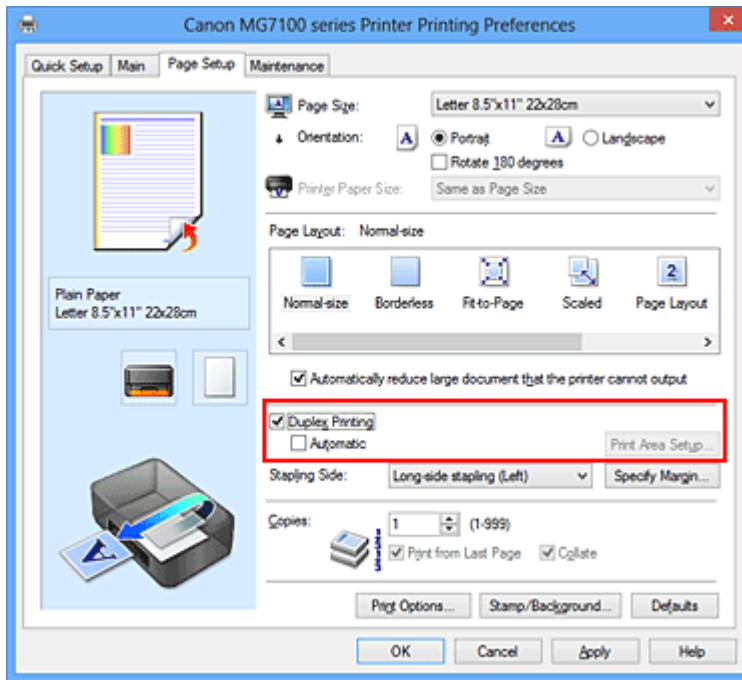 Canon MG7100 series Printer Printing Preferences
Quick Setup Main Page Setup Maintenance
Page Size: Letter 8.5"x11" 22x28cm
Orientation: A Portrait A Landscape
Rotate 180 degrees
Printer Paper Size: Same as Page Size
Page Layout: Normal-size
2
Normal-size Borderless Fit-to-Page Scaled Page Layout
Plain Paper
Letter 8.5"x11" 22x28cm
Automatically reduce large document that the printer cannot output
Duplex Printing
Automatic Print Area Setup...
Stapling Side: Long-side stapling (Left) Specify Margin...
Copies: 1 (1-999)
Print from Last Page Collate
A
Print Options... Stamp/Background... Defaults
OK Cancel Apply Help